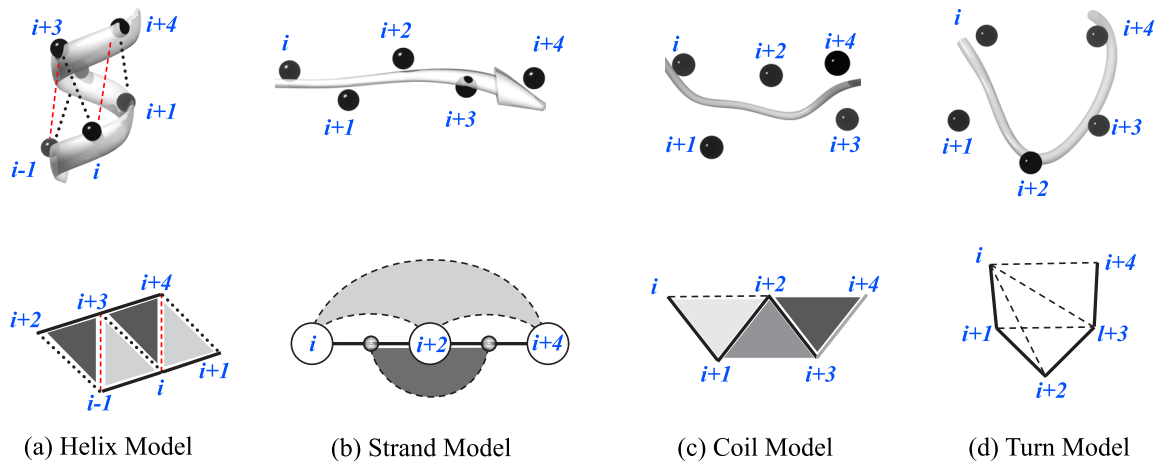 i+3 i+4
i+1
i-1 i
i i+2 i+4
i+1 i+3
i i+2 i+4
i+1 i+3
i i+4
i+1 i+3
i+2
i+4
i+3
i+2
i+1
i-1 i
i i+2 i+4
i i+2 i+4
i+1 i+3
i i+4
i+1 i+3
i+2
(a) Helix Model (b) Strand Model (c) Coil Model (d) Turn Model